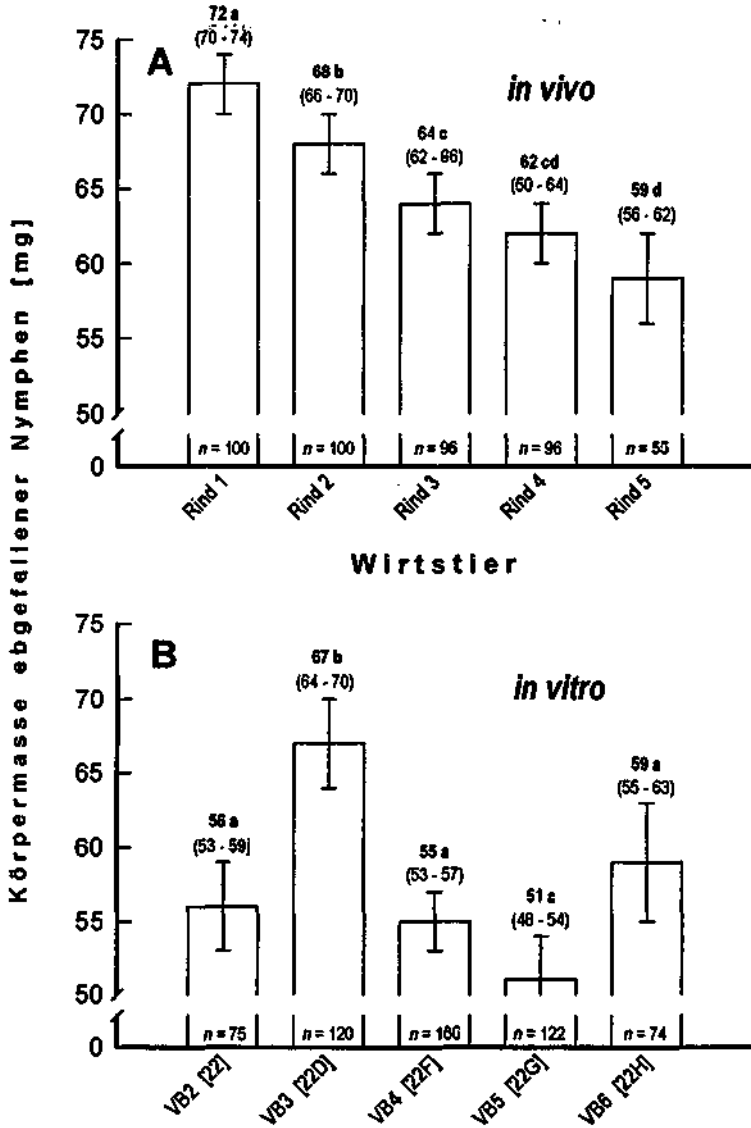 Körpermasse ebgefallener Nymphen [mg]
A
in vivo
75
70
65
60
55
50
0
72 a
(70 - 74)
68 b
(66 - 70)
64 c
(62 - 66)
62 cd
(50 - 64)
59 d
(56 - 62)
n = 100
n = 100
n = 96
n = 96
n = 55
Rind 1
Rind 2
Rind 3
Rind 4
Rind 5
Wirtstier
B
in vitro
75
70
65
60
55
50
0
56 a
(53 - 59)
67 b
(64 - 70)
55 a
(53 - 57)
51 c
(48 - 54)
59 a
(55 - 63)
n = 75
n = 120
n = 160
n = 122
n = 74
VB2 [22]
VB3 [22D]
VB4 [22F]
VB5 [22G]
VB6 [22H]